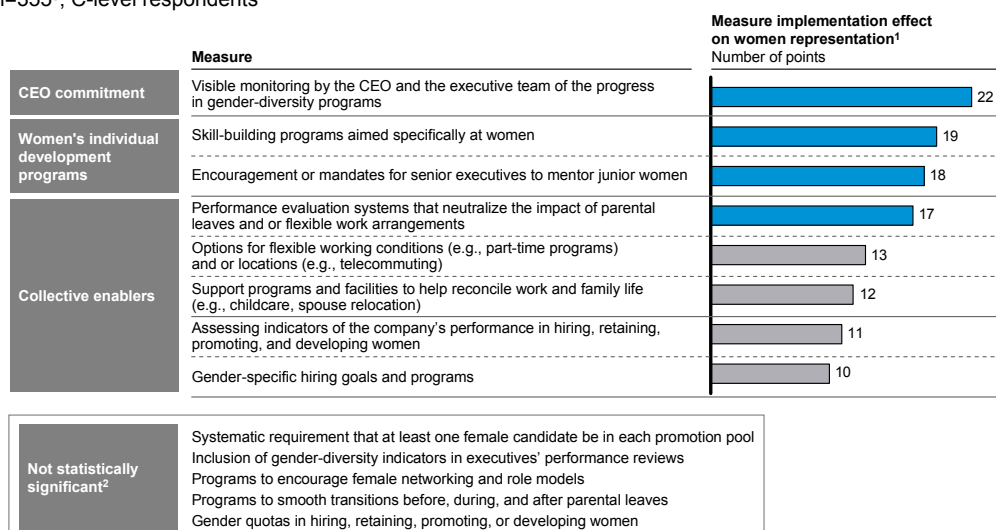 n=555³, C-level respondents
Measure implementation effect
on women representation¹
Measure
Number of points
CEO commitment
Visible monitoring by the CEO and the executive team of the progress
in gender-diversity programs
22
Women's individual
development
programs
Skill-building programs aimed specifically at women
19
Encouragement or mandates for senior executives to mentor junior women
18
Collective enablers
Performance evaluation systems that neutralize the impact of parental
leaves and or flexible work arrangements
17
Options for flexible working conditions (e.g., part-time programs)
and or locations (e.g., telecommuting)
13
Support programs and facilities to help reconcile work and family life
(e.g., childcare, spouse relocation)
12
Assessing indicators of the company's performance in hiring, retaining,
promoting, and developing women
11
Gender-specific hiring goals and programs
10
Not statistically
significant²
Systematic requirement that at least one female candidate be in each promotion pool
Inclusion of gender-diversity indicators in executives' performance reviews
Programs to encourage female networking and role models
Programs to smooth transitions before, during, and after parental leaves
Gender quotas in hiring, retaining, promoting, or developing women